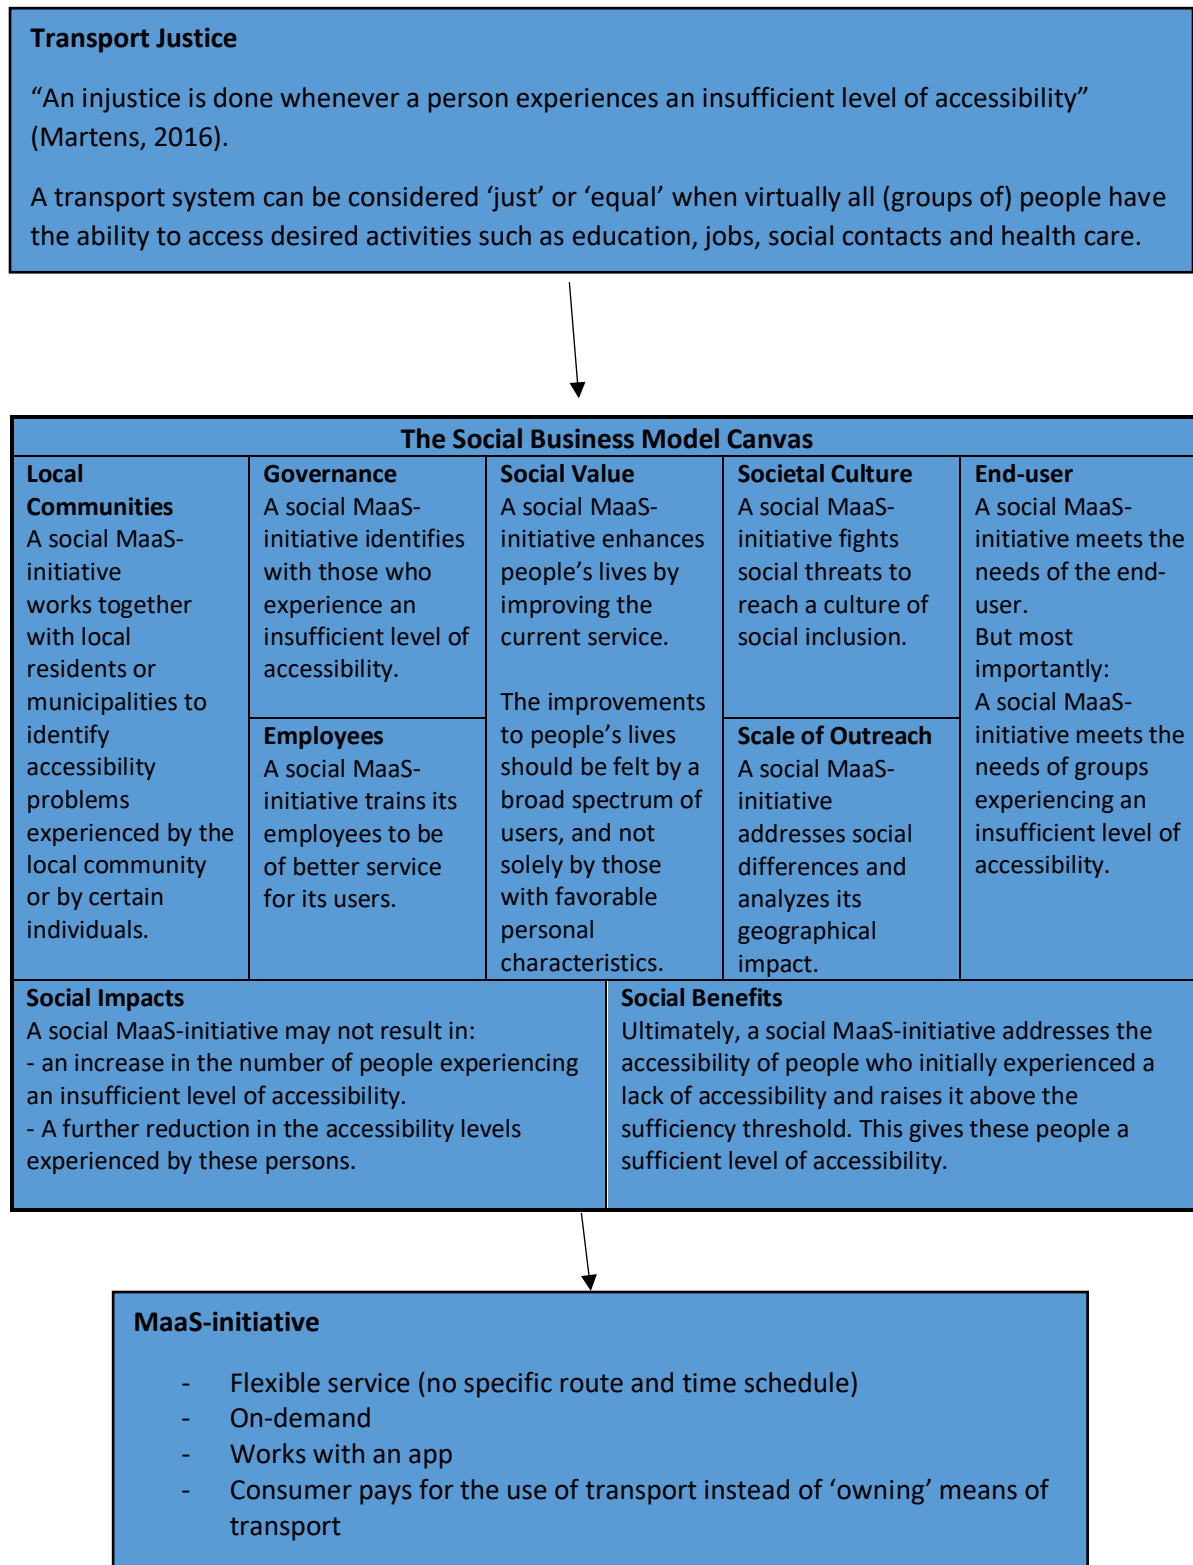 Transport Justice
“An injustice is done whenever a person experiences an insufficient level of accessibility”
(Martens, 2016).
A transport system can be considered ‘just’ or ‘equal’ when virtually all (groups of) people have
the ability to access desired activities such as education, jobs, social contacts and health care.
The Social Business Model Canvas
Local
Communities
A social MaaS-
initiative
works together
with local
residents or
municipalities to
identify
accessibility
problems
experienced by the
local community
or by certain
individuals.
Governance
A social MaaS-
initiative identifies
with those who
experience an
insufficient level of
accessibility.
Employees
A social MaaS-
initiative trains its
employees to be
of better service
for its users.
Social Value
A social MaaS-
initiative enhances
people’s lives by
improving the
current service.
The improvements
to people’s lives
should be felt by a
broad spectrum of
users, and not
solely by those
with favorable
personal
characteristics.
Societal Culture
A social MaaS-
initiative fights
social threats to
reach a culture of
social inclusion.
Scale of Outreach
A social MaaS-
initiative
addresses social
differences and
analyzes its
geographical
impact.
End-user
A social MaaS-
initiative meets the
needs of the end-
user.
But most
importantly:
A social MaaS-
initiative meets the
needs of groups
experiencing an
insufficient level of
accessibility.
Social Impacts
A social MaaS-initiative may not result in:
- an increase in the number of people experiencing
an insufficient level of accessibility.
- A further reduction in the accessibility levels
experienced by these persons.
Social Benefits
Ultimately, a social MaaS-initiative addresses the
accessibility of people who initially experienced a
lack of accessibility and raises it above the
sufficiency threshold. This gives these people a
sufficient level of accessibility.
MaaS-initiative
- Flexible service (no specific route and time schedule)
- On-demand
- Works with an app
- Consumer pays for the use of transport instead of ‘owning’ means of
transport